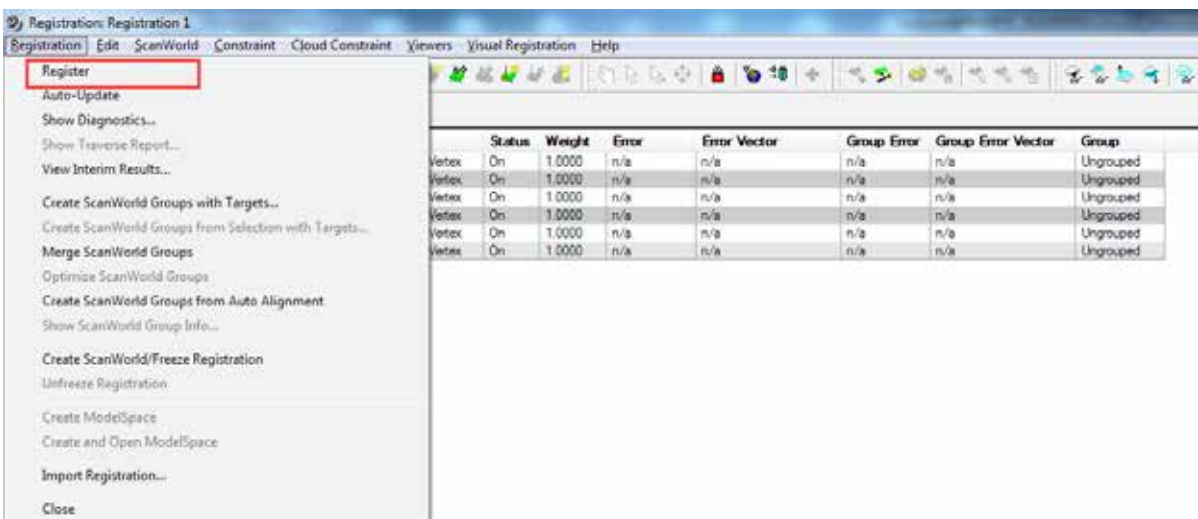 Registration: Registration 1
Registration Edit ScanWorld Constraint Cloud Constraint Viewers Visual Registration Help
Register
Auto-Update
Show Diagnostics...
Show Traverse Report...
View Interim Results...
Create ScanWorld Groups with Targets...
Create ScanWorld Groups from Selection with Targets...
Merge ScanWorld Groups
Optimize ScanWorld Groups
Create ScanWorld Groups from Auto Alignment
Show ScanWorld Group Info...
Create ScanWorld/Freeze Registration
Unfreeze Registration
Create ModelSpace
Create and Open ModelSpace
Import Registration...
Close
Status Weight Error Error Vector Group Error Group Error Vector Group
Vertex On 1.0000 n/a n/a n/a n/a Ungrouped
Vertex On 1.0000 n/a n/a n/a n/a Ungrouped
Vertex On 1.0000 n/a n/a n/a n/a Ungrouped
Vertex On 1.0000 n/a n/a n/a n/a Ungrouped
Vertex On 1.0000 n/a n/a n/a n/a Ungrouped
Vertex On 1.0000 n/a n/a n/a n/a Ungrouped